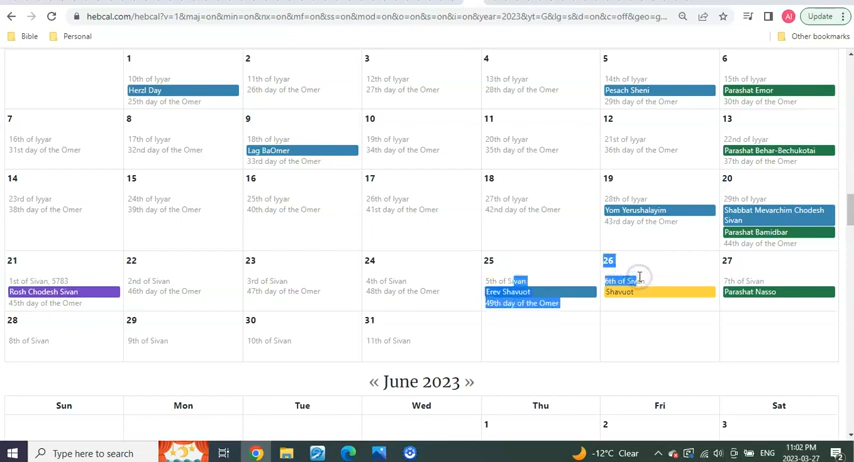 hebcal.com/hebcal?v=1&maj=on&min=on&nx=on&mf=on&ss=on&mod=on&o=on&s=on&i=on&year=2023&yt=G&lg=s&d=on&c=off&geo=g...
AI
Update
Bible
Personal
Other bookmarks
1
2
3
4
5
6
10th of Iyyar
11th of Iyyar
12th of Iyyar
13th of Iyyar
14th of Iyyar
15th of Iyyar
Herzl Day
26th day of the Omer
27th day of the Omer
28th day of the Omer
Pesach Sheni
Parashat Emor
25th day of the Omer
29th day of the Omer
30th day of the Omer
7
8
9
10
11
12
13
16th of Iyyar
17th of Iyyar
18th of Iyyar
19th of Iyyar
20th of Iyyar
21st of Iyyar
22nd of Iyyar
31st day of the Omer
32nd day of the Omer
Lag BaOmer
34th day of the Omer
35th day of the Omer
36th day of the Omer
Parashat Behar-Bechukotai
33rd day of the Omer
37th day of the Omer
14
15
16
17
18
19
20
23rd of Iyyar
24th of Iyyar
25th of Iyyar
26th of Iyyar
27th of Iyyar
28th of Iyyar
29th of Iyyar
38th day of the Omer
39th day of the Omer
40th day of the Omer
41st day of the Omer
42nd day of the Omer
Yom Yerushalayim
Shabbat Mevarchim Chodesh
Sivan
43rd day of the Omer
Parashat Bamidbar
44th day of the Omer
21
22
23
24
25
26
27
1st of Sivan, 5783
2nd of Sivan
3rd of Sivan
4th of Sivan
5th of Sivan
6th of Sivan
7th of Sivan
Rosh Chodesh Sivan
46th day of the Omer
47th day of the Omer
48th day of the Omer
Erev Shavuot
Shavuot
Parashat Nasso
45th day of the Omer
49th day of the Omer
28
29
30
31
8th of Sivan
9th of Sivan
10th of Sivan
11th of Sivan
« June 2023 »
Sun
Mon
Tue
Wed
Thu
Fri
Sat
1
2
3
Type here to search
-12°C Clear
ENG
11:02 PM
2023-03-27
2